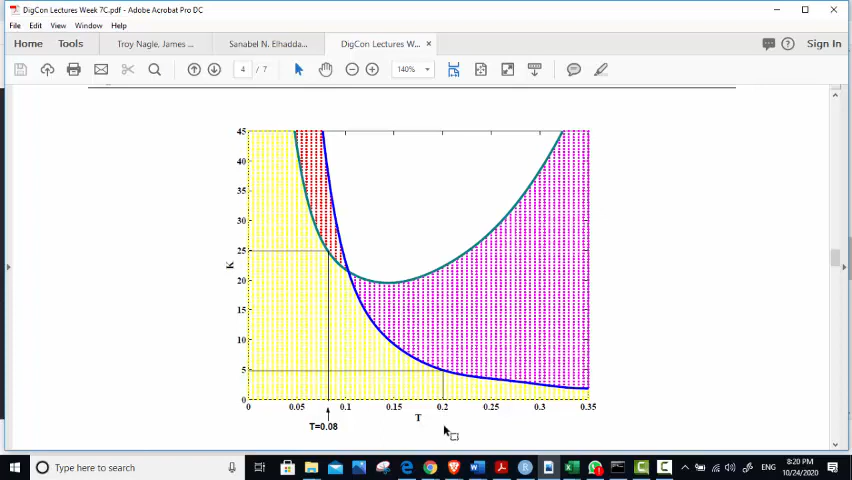 DigCon Lectures Week 7C.pdf - Adobe Acrobat Pro DC
File Edit View Window Help
Home Tools Troy Nagle, James ... Sanabel N. Elhadda... DigCon Lectures W... × ? Sign In
4 / 7 140%
45
40
35
30
25
20
15
10
5
0
K
0 0.05 0.1 0.15 0.2 0.25 0.3 0.35
T
T=0.08
Type here to search
ENG
8:20 PM
10/24/2020